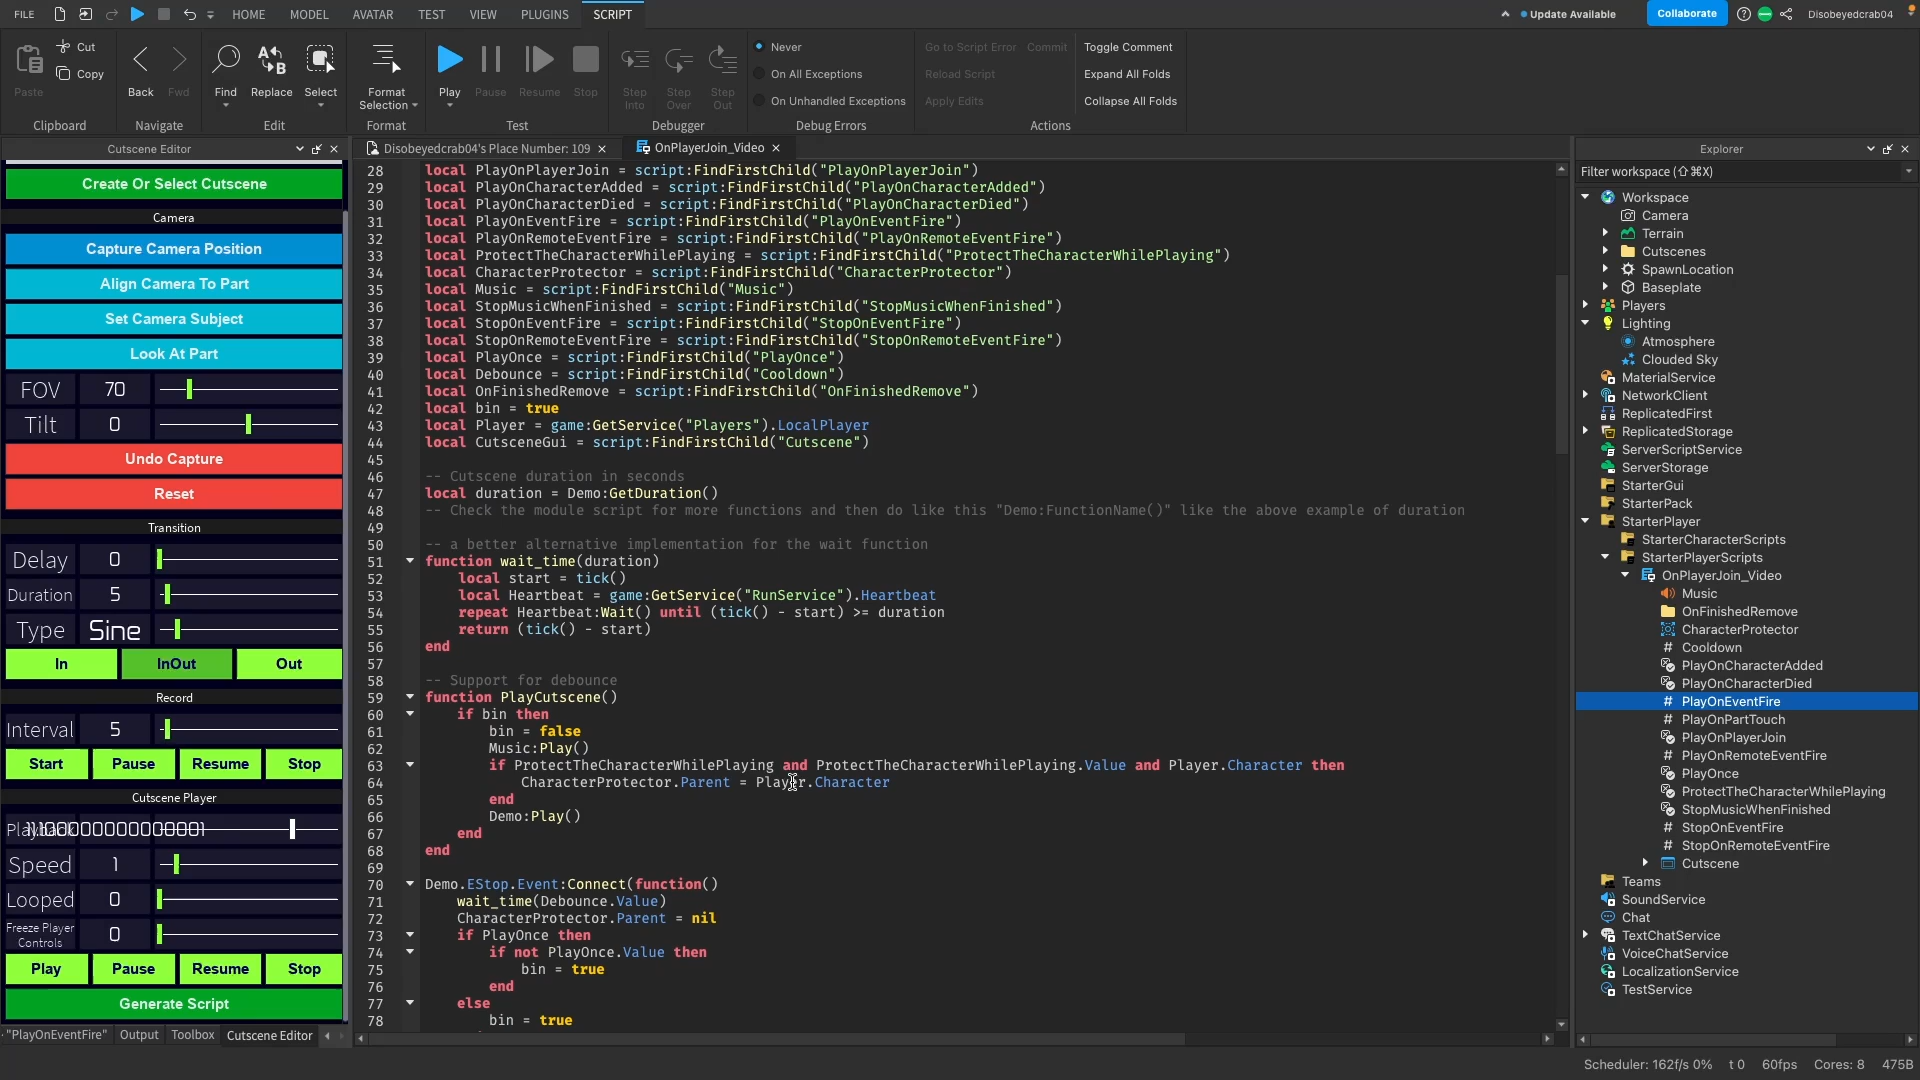 FILE
HOME
MODEL
AVATAR
TEST
VIEW
PLUGINS
SCRIPT
Update Available
Collaborate
Disobeyedcrab04
Paste
Cut
Copy
Clipboard
Back
Fwd
Navigate
Find
Replace
Select
Edit
Format
Selection
Format
Play
Pause
Resume
Stop
Test
Step
Into
Step
Over
Step
Out
Debugger
Never
On All Exceptions
On Unhandled Exceptions
Debug Errors
Go to Script Error
Commit
Reload Script
Apply Edits
Toggle Comment
Expand All Folds
Collapse All Folds
Actions
Cutscene Editor
Create Or Select Cutscene
Camera
Capture Camera Position
Align Camera To Part
Set Camera Subject
Look At Part
FOV 70
Tilt 0
Undo Capture
Reset
Transition
Delay 0
Duration 5
Type Sine
In InOut Out
Record
Interval 5
Start Pause Resume Stop
Cutscene Player
Speed 1
Looped 0
Freeze Player
Controls 0
Play Pause Resume Stop
Generate Script
"PlayOnEventFire" Output Toolbox Cutscene Editor
Disobeyedcrab04's Place Number: 109
OnPlayerJoin_Video
28 local PlayOnPlayerJoin = script:FindFirstChild("PlayOnPlayerJoin")
29 local PlayOnCharacterAdded = script:FindFirstChild("PlayOnCharacterAdded")
30 local PlayOnCharacterDied = script:FindFirstChild("PlayOnCharacterDied")
31 local PlayOnEventFire = script:FindFirstChild("PlayOnEventFire")
32 local PlayOnRemoteEventFire = script:FindFirstChild("PlayOnRemoteEventFire")
33 local ProtectTheCharacterWhilePlaying = script:FindFirstChild("ProtectTheCharacterWhilePlaying")
34 local CharacterProtector = script:FindFirstChild("CharacterProtector")
35 local Music = script:FindFirstChild("Music")
36 local StopMusicWhenFinished = script:FindFirstChild("StopMusicWhenFinished")
37 local StopOnEventFire = script:FindFirstChild("StopOnEventFire")
38 local StopOnRemoteEventFire = script:FindFirstChild("StopOnRemoteEventFire")
39 local PlayOnce = script:FindFirstChild("PlayOnce")
40 local Debounce = script:FindFirstChild("Cooldown")
41 local OnFinishedRemove = script:FindFirstChild("OnFinishedRemove")
42 local bin = true
43 local Player = game:GetService("Players").LocalPlayer
44 local CutsceneGui = script:FindFirstChild("Cutscene")
45
46 -- Cutscene duration in seconds
47 local duration = Demo:GetDuration()
48 -- Check the module script for more functions and then do like this "Demo:FunctionName()" like the above example of duration
49
50 -- a better alternative implementation for the wait function
51 function wait_time(duration)
52 local start = tick()
53 local Heartbeat = game:GetService("RunService").Heartbeat
54 repeat Heartbeat:Wait() until (tick() - start) >= duration
55 return (tick() - start)
56 end
57
58 -- Support for debounce
59 function PlayCutscene()
60 if bin then
61 bin = false
62 Music:Play()
63 if ProtectTheCharacterWhilePlaying and ProtectTheCharacterWhilePlaying.Value and Player.Character then
64 CharacterProtector.Parent = Player.Character
65 end
66 Demo:Play()
67 end
68 end
69
70 Demo.EStop.Event:Connect(function()
71 wait_time(Debounce.Value)
72 CharacterProtector.Parent = nil
73 if PlayOnce then
74 if not PlayOnce.Value then
75 bin = true
76 end
77 else
78 bin = true
Explorer
Filter workspace (⇧⌘X)
Workspace
Camera
Terrain
Cutscenes
SpawnLocation
Baseplate
Players
Lighting
Atmosphere
Clouded Sky
MaterialService
NetworkClient
ReplicatedFirst
ReplicatedStorage
ServerScriptService
ServerStorage
StarterGui
StarterPack
StarterPlayer
StarterCharacterScripts
StarterPlayerScripts
OnPlayerJoin_Video
Music
OnFinishedRemove
CharacterProtector
Cooldown
PlayOnCharacterAdded
PlayOnCharacterDied
PlayOnEventFire
PlayOnPartTouch
PlayOnPlayerJoin
PlayOnRemoteEventFire
PlayOnce
ProtectTheCharacterWhilePlaying
StopMusicWhenFinished
StopOnEventFire
StopOnRemoteEventFire
Cutscene
Teams
SoundService
Chat
TextChatService
VoiceChatService
LocalizationService
TestService
Scheduler: 162f/s 0% t 0 60fps Cores: 8 475B